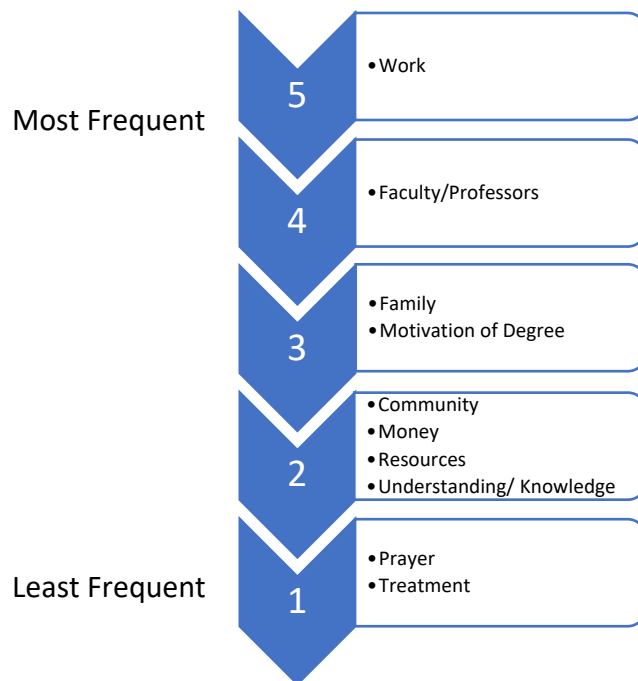 5
•Work
Most Frequent
4
•Faculty/Professors
3
•Family
•Motivation of Degree
2
•Community
•Money
•Resources
•Understanding/ Knowledge
1
•Prayer
•Treatment
Least Frequent